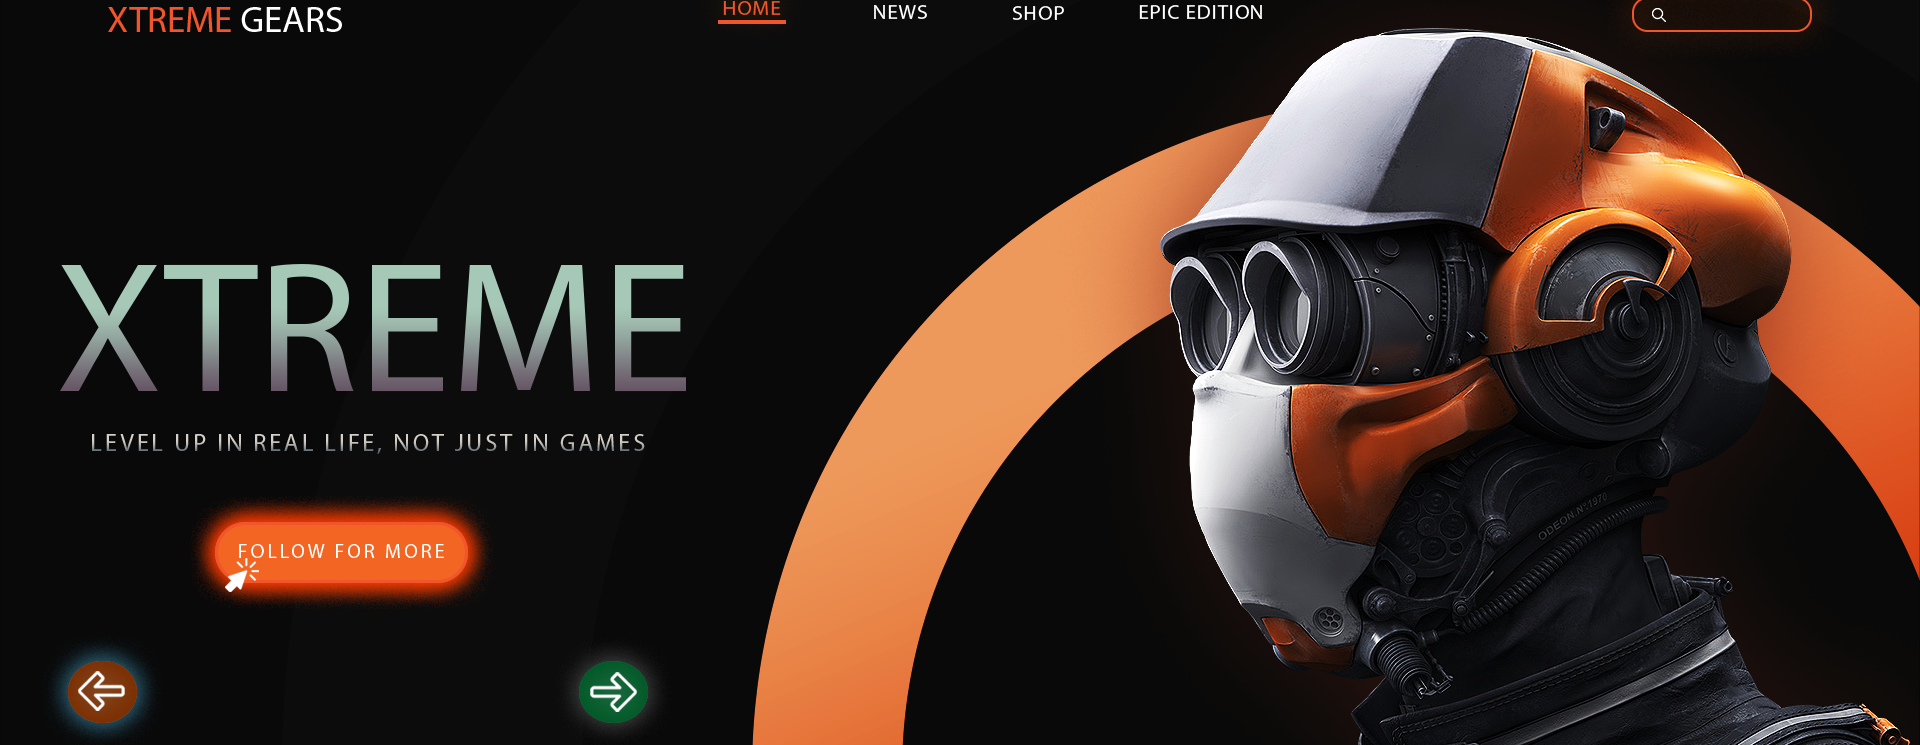 XTREME GEARS
HOME
NEWS
SHOP
EPIC EDITION
XTREME
LEVEL UP IN REAL LIFE, NOT JUST IN GAMES
FOLLOW FOR MORE
ODEON.N°.1970